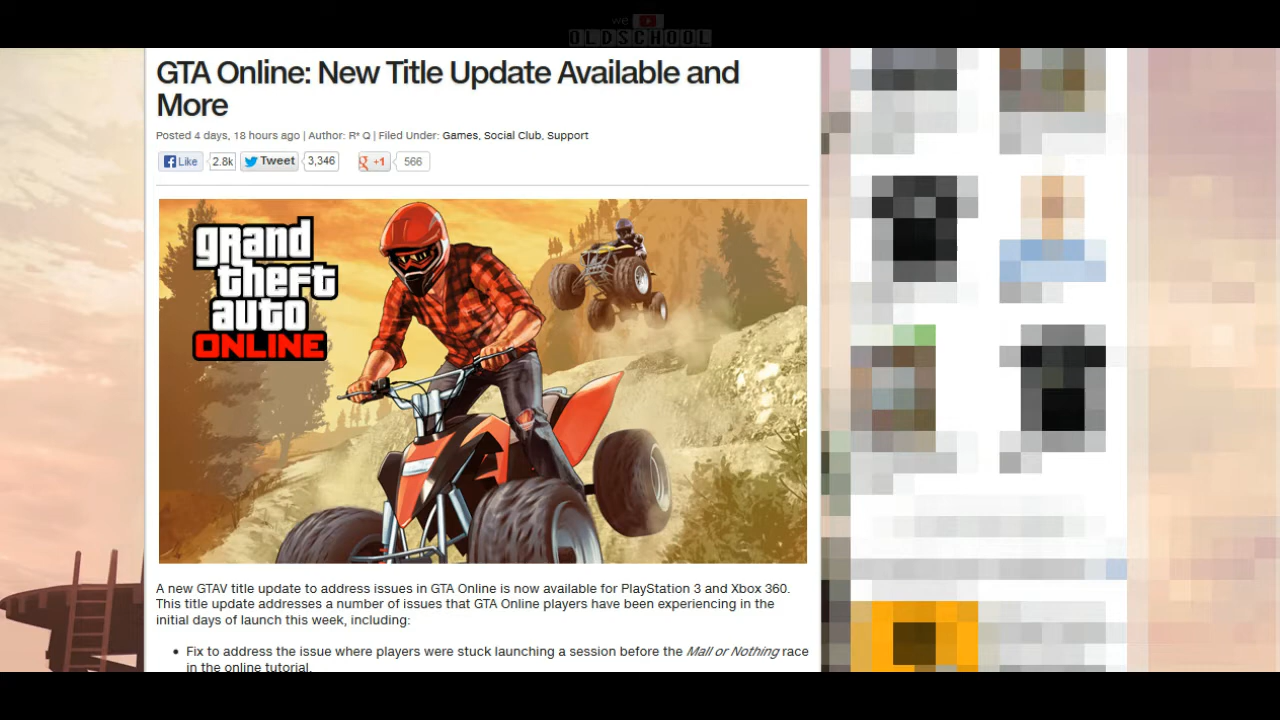 we
OLDSCHOOL
GTA Online: New Title Update Available and
More
Posted 4 days, 18 hours ago | Author: R* Q | Filed Under: Games, Social Club, Support
Like 2.8k Tweet 3,346 g +1 566
grand
theft
auto
ONLINE
A new GTAV title update to address issues in GTA Online is now available for PlayStation 3 and Xbox 360.
This title update addresses a number of issues that GTA Online players have been experiencing in the
initial days of launch this week, including:
• Fix to address the issue where players were stuck launching a session before the Mall or Nothing race
in the online tutorial.